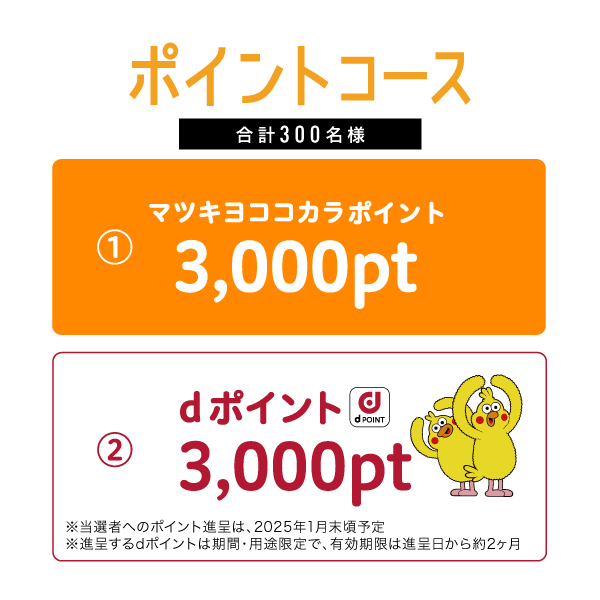 ポイントコース
合計300名様
① マツキヨココカラポイント
3,000pt
② dポイント d d POINT
3,000pt
※当選者へのポイント進呈は、2025年1月末頃予定
※進呈するdポイントは期間・用途限定で、有効期限は進呈日から約2ヶ月